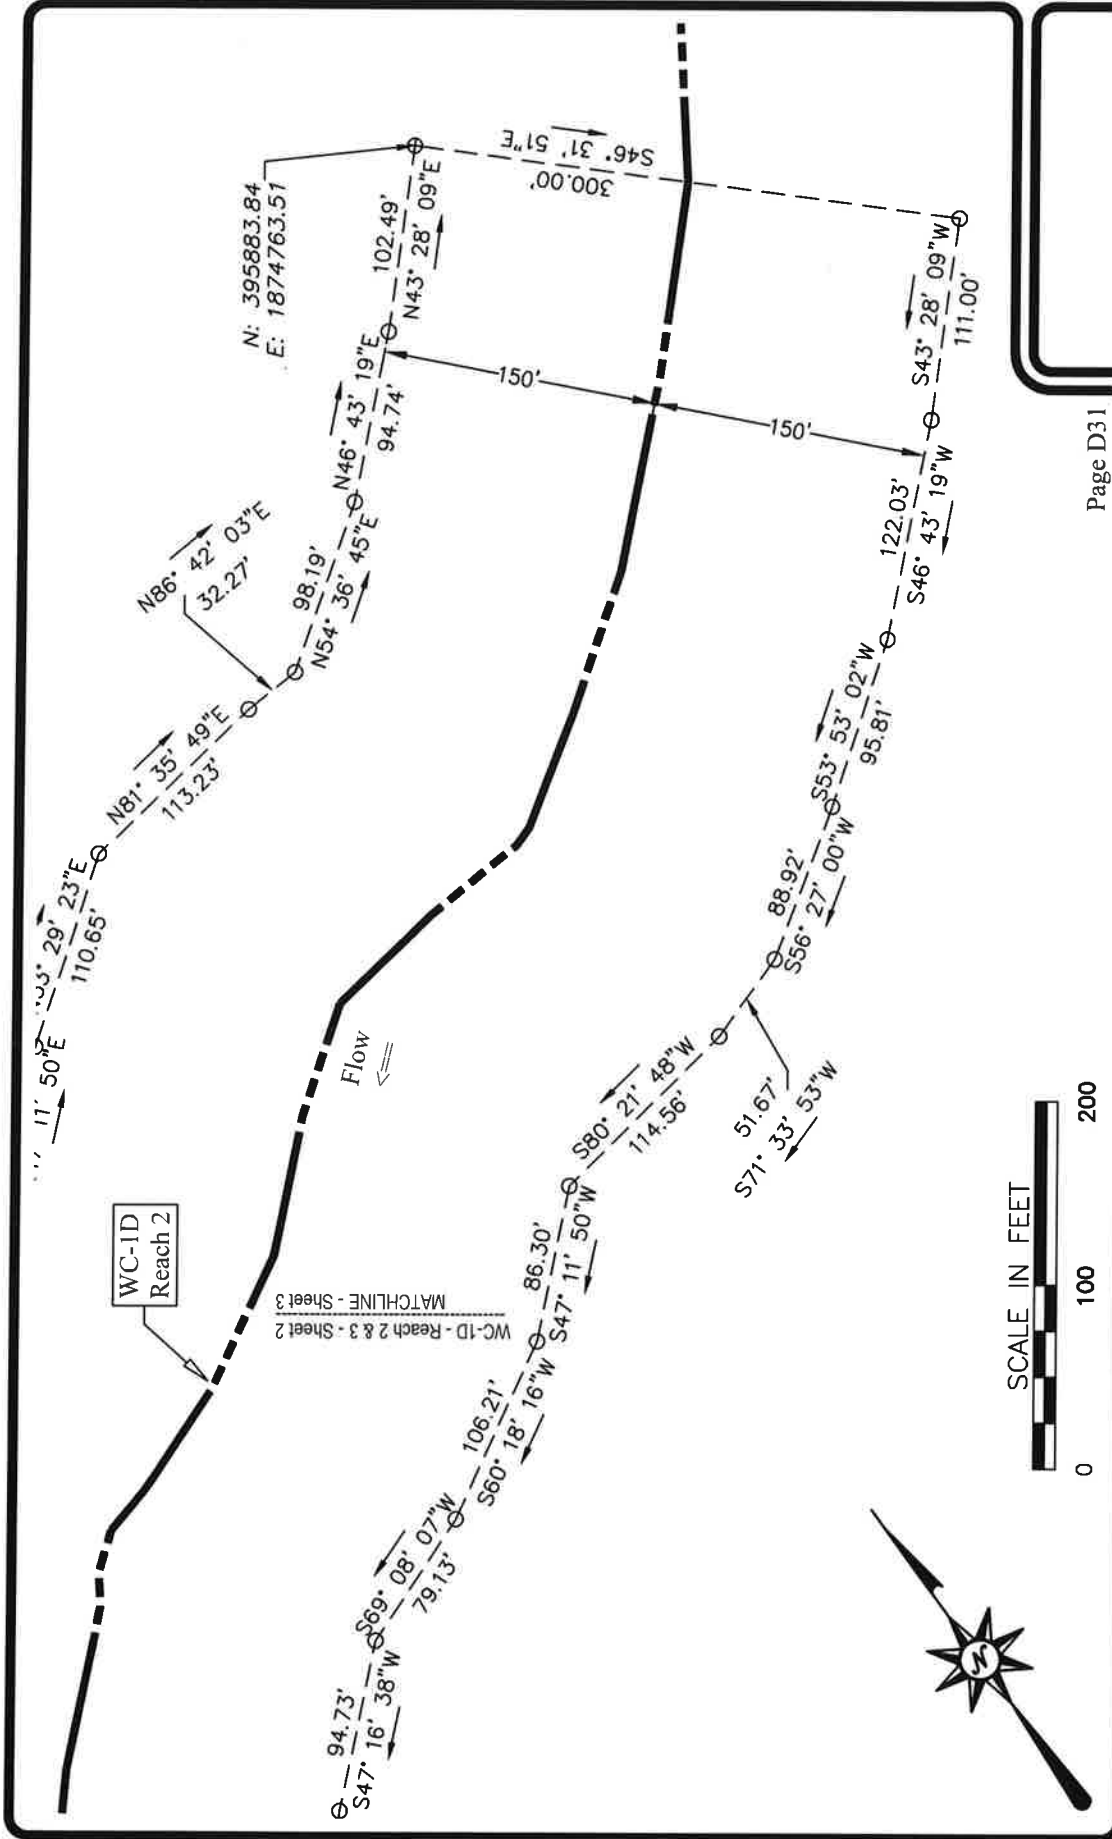 N: 395883.84
E: 1874763.51
102.49'
N43° 28' 09"E
S46° 31' 51"E
300.00'
N46° 43' 19"E
94.74'
98.19'
N54° 36' 45"E
N86° 42' 03"E
32.27'
N81° 35' 49"E
113.23'
29' 23"E
110.65'
11' 50"E
150'
150'
S43° 28' 09"W
111.00'
122.03'
S46° 43' 19"W
S53° 53' 02"W
95.81'
88.92'
S56° 27' 00"W
51.67'
S71° 33' 53"W
S80° 21' 48"W
114.56'
86.30'
S47° 11' 50"W
106.21'
S60° 18' 16"W
S69° 08' 07"W
79.13'
94.73'
S47° 16' 38"W
Flow
WC-1D
Reach 2
WC-1D - Reach 2 & 3 - Sheet 2
MATCHLINE - Sheet 3
SCALE IN FEET
0 100 200
N
Page D31